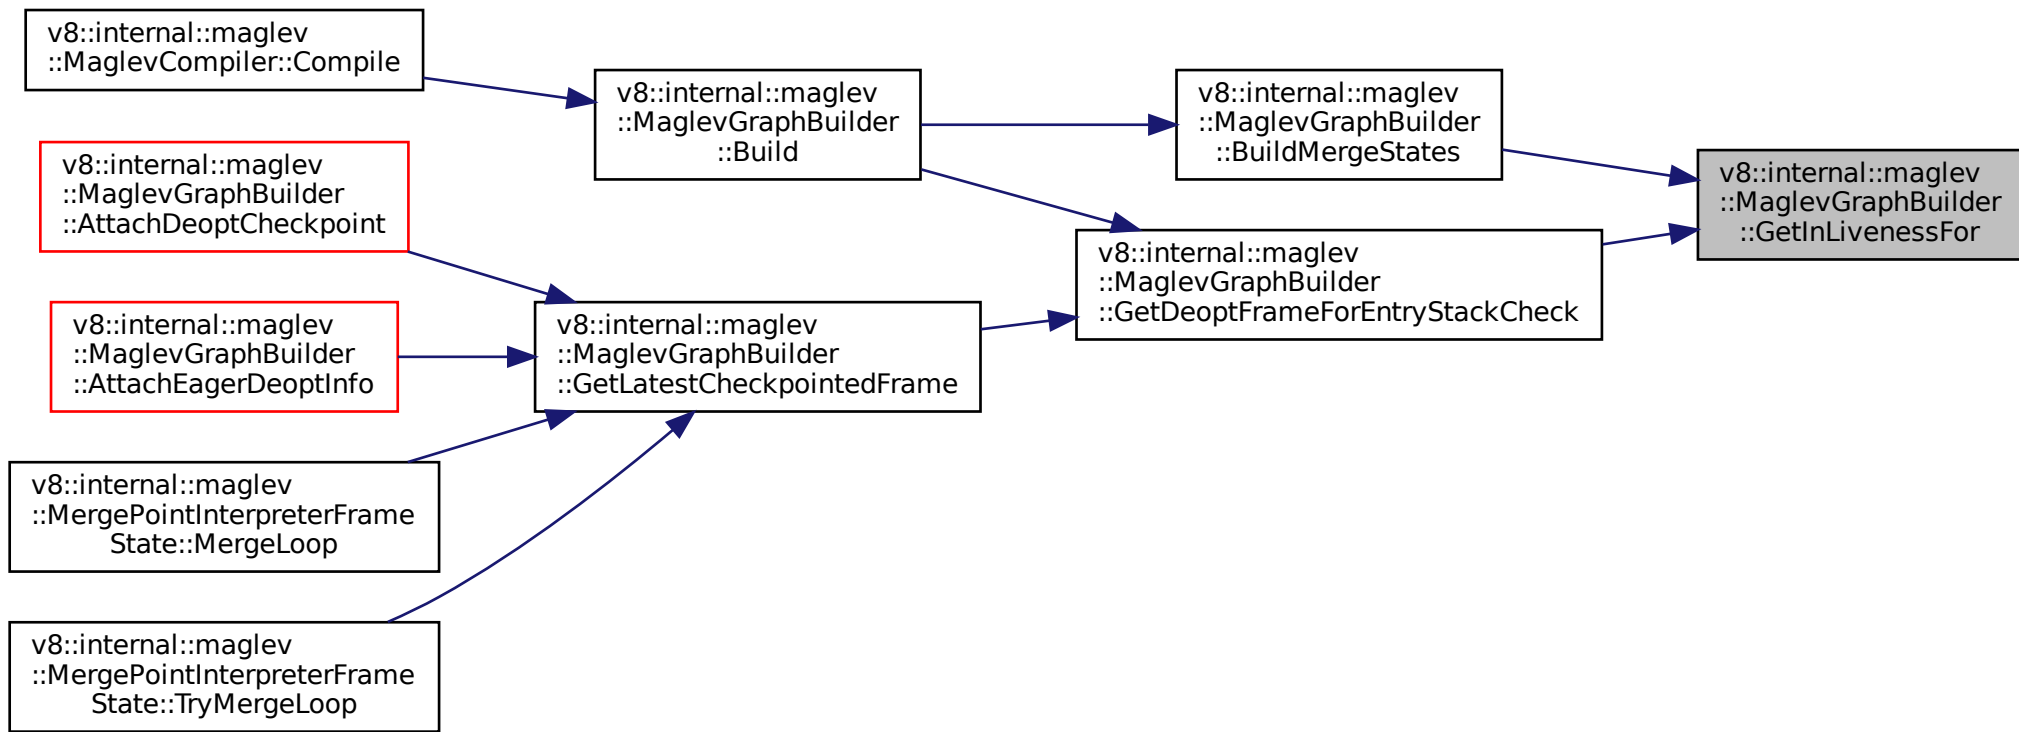 v8::internal::maglev
::MaglevCompiler::Compile
v8::internal::maglev
::MaglevGraphBuilder
::Build
v8::internal::maglev
::MaglevGraphBuilder
::BuildMergeStates
v8::internal::maglev
::MaglevGraphBuilder
::AttachDeoptCheckpoint
v8::internal::maglev
::MaglevGraphBuilder
::GetInLivenessFor
v8::internal::maglev
::MaglevGraphBuilder
::GetDeoptFrameForEntryStackCheck
v8::internal::maglev
::MaglevGraphBuilder
::AttachEagerDeoptInfo
v8::internal::maglev
::MaglevGraphBuilder
::GetLatestCheckpointedFrame
v8::internal::maglev
::MergePointInterpreterFrame
State::MergeLoop
v8::internal::maglev
::MergePointInterpreterFrame
State::TryMergeLoop